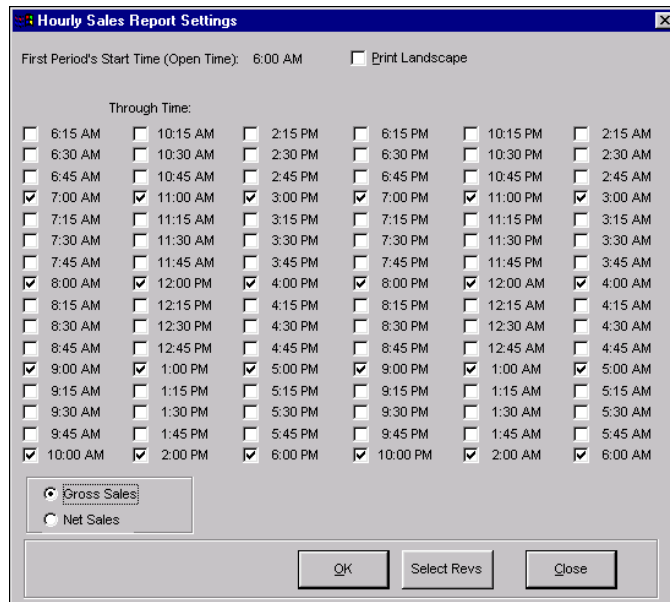 Hourly Sales Report Settings
First Period's Start Time (Open Time): 6:00 AM Print Landscape
Through Time:
6:15 AM 10:15 AM 2:15 PM 6:15 PM 10:15 PM 2:15 AM
6:30 AM 10:30 AM 2:30 PM 6:30 PM 10:30 PM 2:30 AM
6:45 AM 10:45 AM 2:45 PM 6:45 PM 10:45 PM 2:45 AM
7:00 AM 11:00 AM 3:00 PM 7:00 PM 11:00 PM 3:00 AM
7:15 AM 11:15 AM 3:15 PM 7:15 PM 11:15 PM 3:15 AM
7:30 AM 11:30 AM 3:30 PM 7:30 PM 11:30 PM 3:30 AM
7:45 AM 11:45 AM 3:45 PM 7:45 PM 11:45 PM 3:45 AM
8:00 AM 12:00 PM 4:00 PM 8:00 PM 12:00 AM 4:00 AM
8:15 AM 12:15 PM 4:15 PM 8:15 PM 12:15 AM 4:15 AM
8:30 AM 12:30 PM 4:30 PM 8:30 PM 12:30 AM 4:30 AM
8:45 AM 12:45 PM 4:45 PM 8:45 PM 12:45 AM 4:45 AM
9:00 AM 1:00 PM 5:00 PM 9:00 PM 1:00 AM 5:00 AM
9:15 AM 1:15 PM 5:15 PM 9:15 PM 1:15 AM 5:15 AM
9:30 AM 1:30 PM 5:30 PM 9:30 PM 1:30 AM 5:30 AM
9:45 AM 1:45 PM 5:45 PM 9:45 PM 1:45 AM 5:45 AM
10:00 AM 2:00 PM 6:00 PM 10:00 PM 2:00 AM 6:00 AM
Gross Sales
Net Sales
OK Select Revs Close